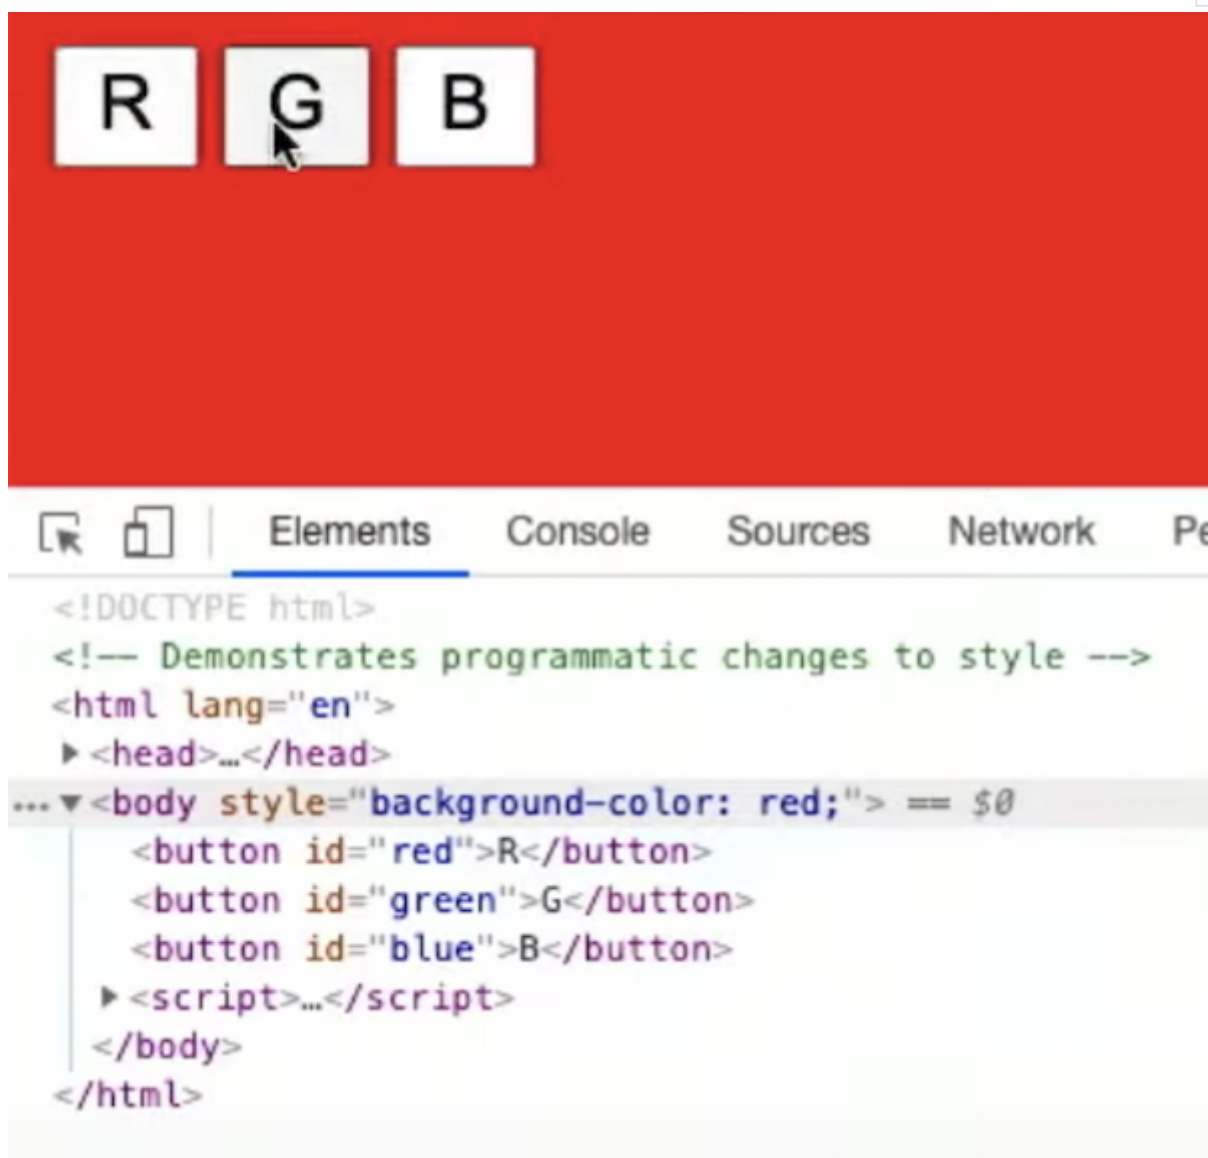 R G B
Elements Console Sources Network Pe
<!DOCTYPE html>
<!-- Demonstrates programmatic changes to style -->
<html lang="en">
<head>…</head>
<body style="background-color: red;"> == $0
<button id="red">R</button>
<button id="green">G</button>
<button id="blue">B</button>
<script>…</script>
</body>
</html>